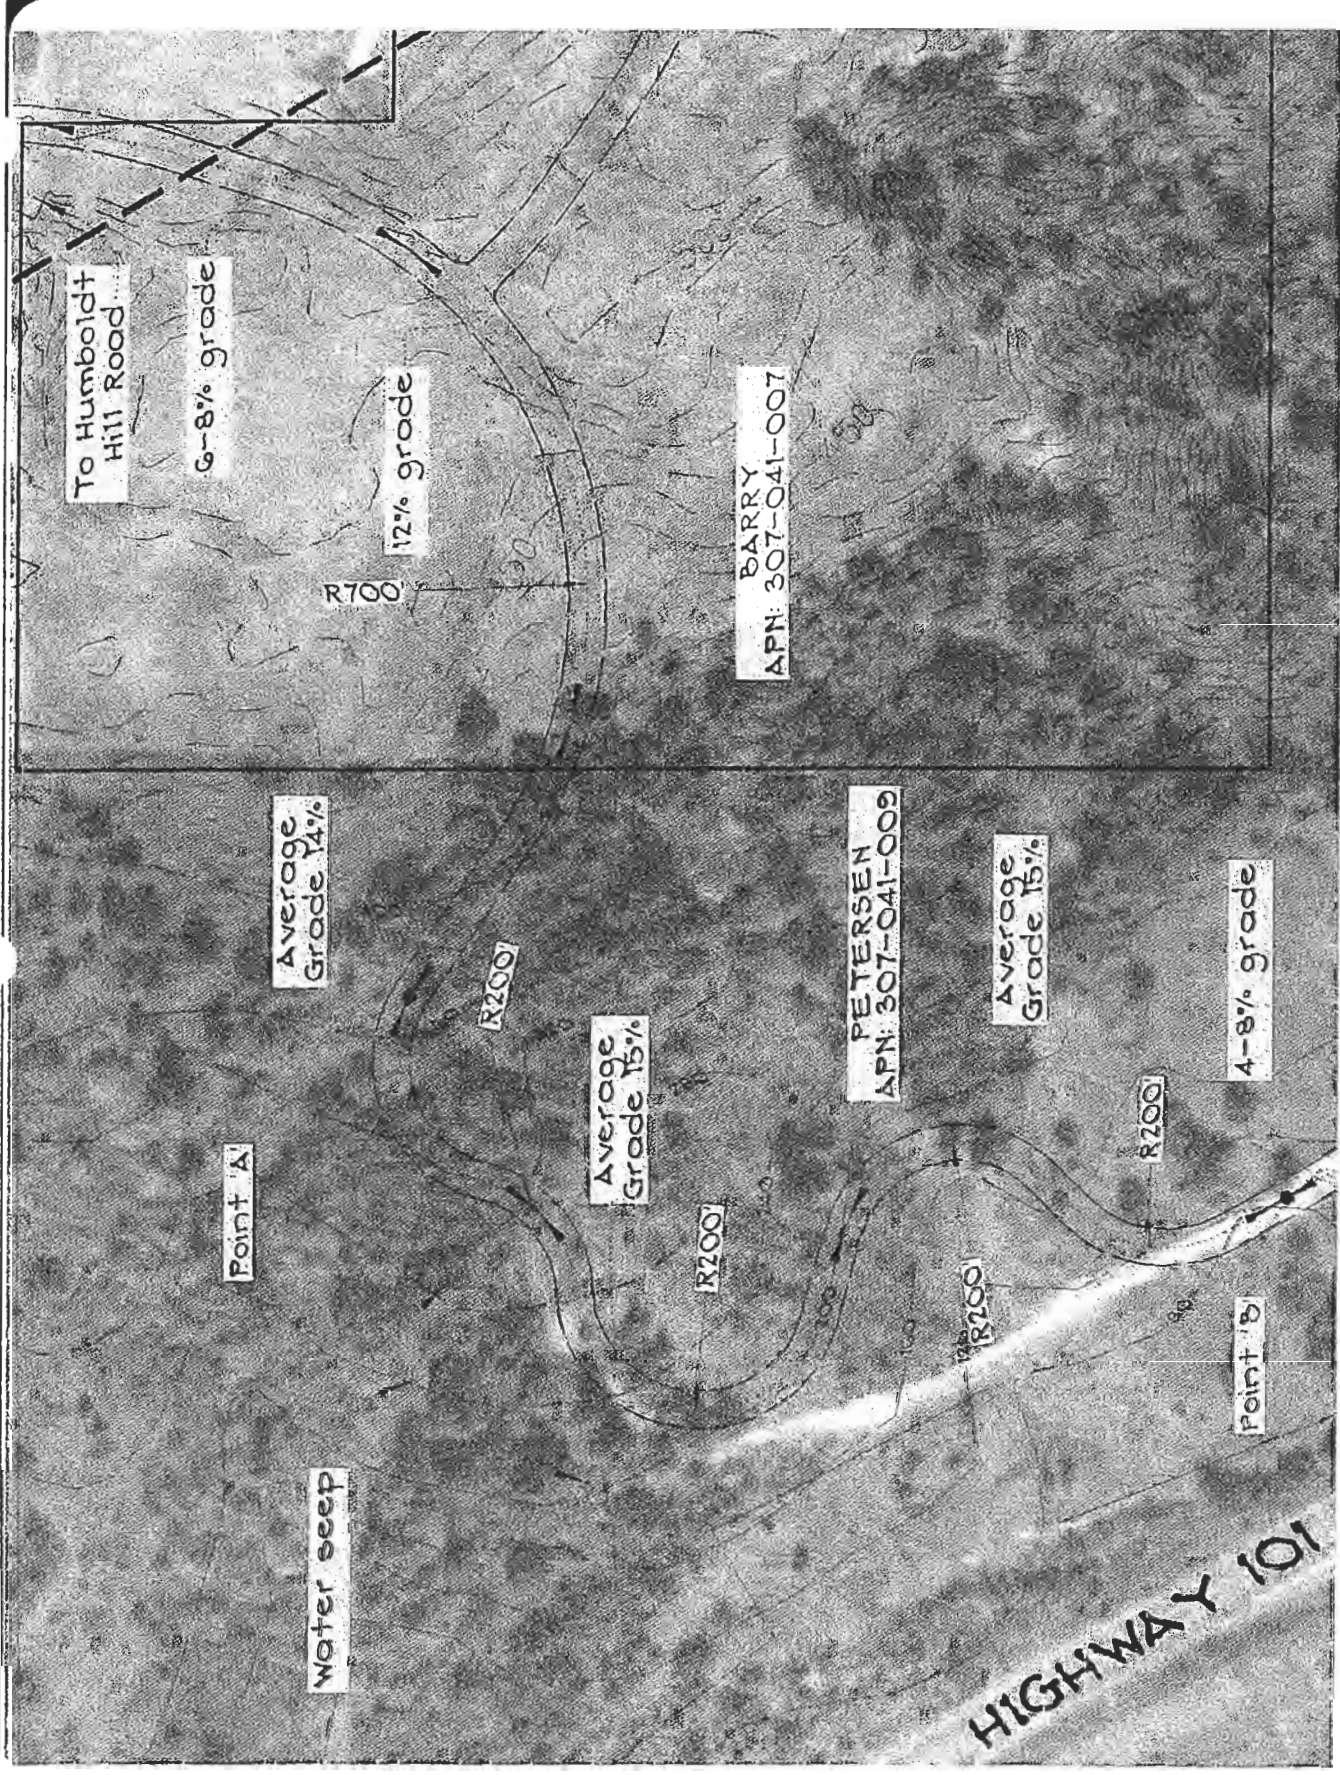 To Humboldt
Hill Road
6-8% grade
12% grade
R700'
BARRY
APN: 307-041-007
Average
Grade 14%
R200'
PETERSEN
APN: 307-041-009
Average
Grade 15%
4-8% grade
Average
Grade 15%
R200'
Point 'A'
R200'
R200'
200
Point 'B'
Water seep
HIGHWAY 101